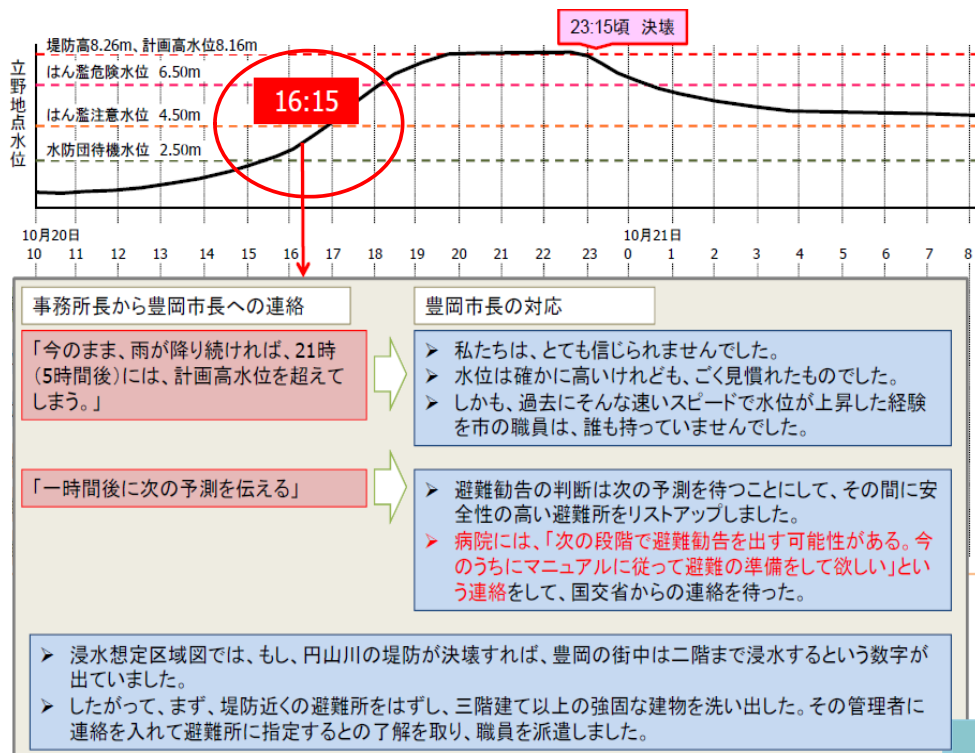 23:15頃 決壊
堤防高8.26m、計画高水位8.16m
はん濫危険水位 6.50m
16:15
はん濫注意水位 4.50m
水防団待機水位 2.50m
立野地点水位
10月20日
10月21日
10 11 12 13 14 15 16 17 18 19 20 21 22 23 0 1 2 3 4 5 6 7 8
事務所長から豊岡市長への連絡
豊岡市長の対応
「今のまま、雨が降り続ければ、21時
(5時間後)には、計画高水位を超えて
しまう。」
➢ 私たちは、とても信じられませんでした。
➢ 水位は確かに高いけれども、ごく見慣れたものでした。
➢ しかも、過去にそんな速いスピードで水位が上昇した経験
を市の職員は、誰も持っていませんでした。
「一時間後に次の予測を伝える」
➢ 避難勧告の判断は次の予測を待つことにして、その間に安
全性の高い避難所をリストアップしました。
➢ 病院には、「次の段階で避難勧告を出す可能性がある。今
のうちにマニュアルに従って避難の準備をして欲しい」とい
う連絡をして、国交省からの連絡を待った。
➢ 浸水想定区域図では、もし、円山川の堤防が決壊すれば、豊岡の街中は二階まで浸水するという数字が
出ていました。
➢ したがって、まず、堤防近くの避難所をはずし、三階建て以上の強固な建物を洗い出した。その管理者に
連絡を入れて避難所に指定するとの了解を取り、職員を派遣しました。